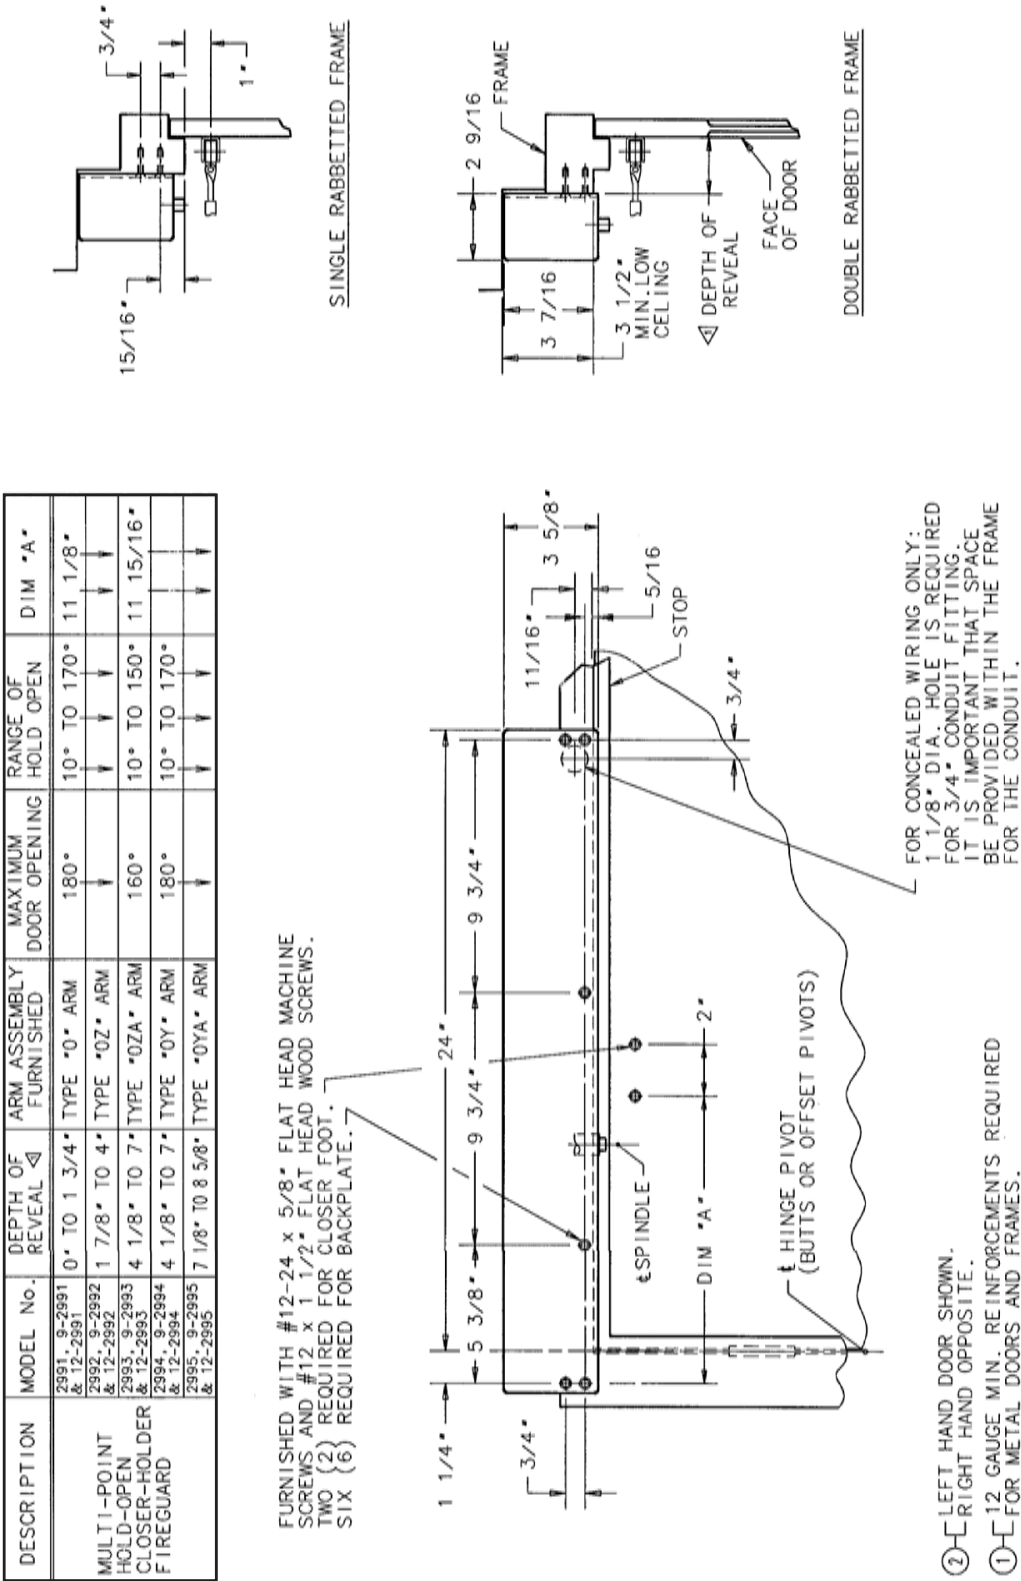 DESCRIPTION
MODEL No.
DEPTH OF
REVEAL ◁1
ARM ASSEMBLY
FURNISHED
MAXIMUM
DOOR OPENING
RANGE OF
HOLD OPEN
DIM "A"
MULTI-POINT
HOLD-OPEN
CLOSER-HOLDER
FIREGUARD
2991, 9-2991
& 12-2991
0" TO 1 3/4"
TYPE "O" ARM
180°
10° TO 170°
11 1/8"
2992, 9-2992
& 12-2992
1 7/8" TO 4"
TYPE "OZ" ARM
2993, 9-2993
& 12-2993
4 1/8" TO 7"
TYPE "OZA" ARM
160°
10° TO 150°
11 15/16"
2994, 9-2994
& 12-2994
4 1/8" TO 7"
TYPE "OY" ARM
180°
10° TO 170°
2995, 9-2995
& 12-2995
7 1/8" TO 8 5/8"
TYPE "OYA" ARM
15/16"
3/4"
1"
SINGLE RABBETTED FRAME
FURNISHED WITH #12-24 x 5/8" FLAT HEAD MACHINE
SCREWS AND #12 x 1 1/2" FLAT HEAD WOOD SCREWS.
TWO (2) REQUIRED FOR CLOSER FOOT.
SIX (6) REQUIRED FOR BACKPLATE.
1 1/4"
24"
5 3/8"
9 3/4"
9 3/4"
3/4"
11/16"
3 5/8"
5/16
STOP
3/4"
℄SPINDLE
DIM "A"
2"
℄ HINGE PIVOT
(BUTTS OR OFFSET PIVOTS)
2 9/16
FRAME
3 7/16
3 1/2"
MIN.LOW
CELING
◁1 DEPTH OF
REVEAL
FACE
OF DOOR
DOUBLE RABBETTED FRAME
FOR CONCEALED WIRING ONLY:
1 1/8" DIA. HOLE IS REQUIRED
FOR 3/4" CONDUIT FITTING.
IT IS IMPORTANT THAT SPACE
BE PROVIDED WITHIN THE FRAME
FOR THE CONDUIT.
2 LEFT HAND DOOR SHOWN.
RIGHT HAND OPPOSITE.
1 12 GAUGE MIN. REINFORCEMENTS REQUIRED
FOR METAL DOORS AND FRAMES.